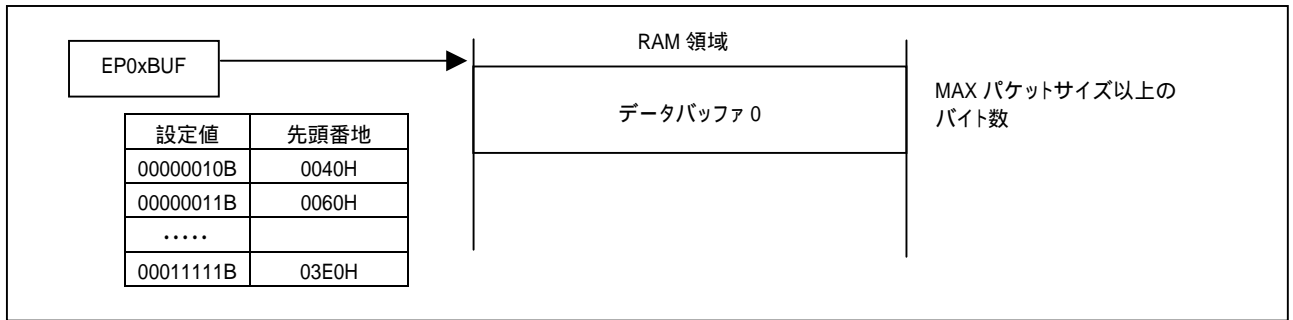 EP0xBUF
RAM 領域
データバッファ 0
MAX パケットサイズ以上の
バイト数
設定値 先頭番地
00000010B 0040H
00000011B 0060H
・・・・・
00011111B 03E0H